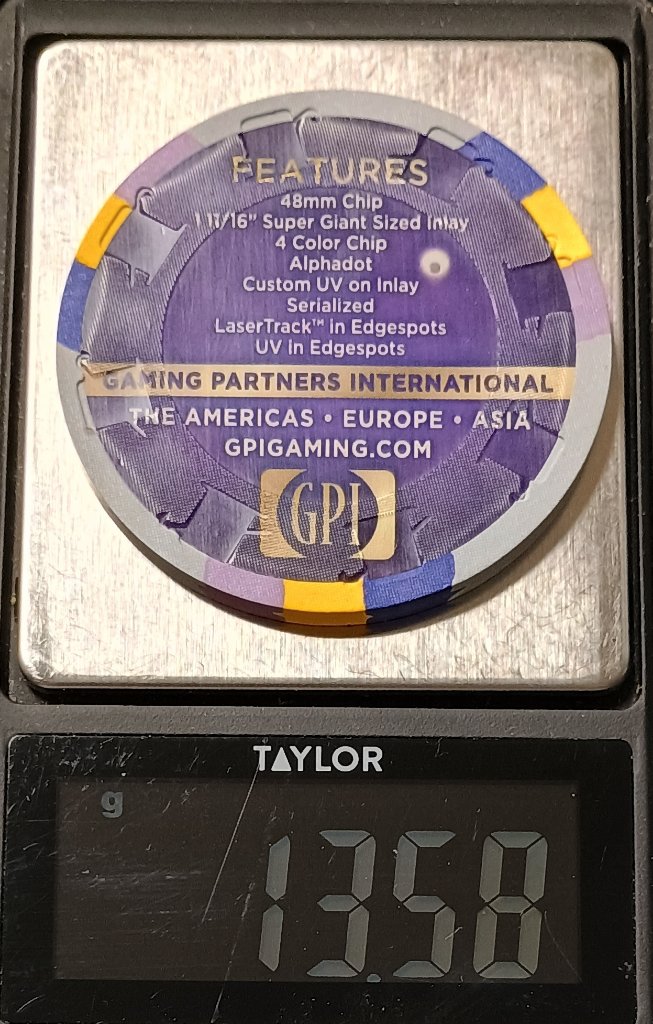 FEATURES
48mm Chip
1 11/16" Super Giant Sized Inlay
4 Color Chip
Alphadot
Custom UV on Inlay
Serialized
LaserTrack™ in Edgespots
UV in Edgespots
GAMING PARTNERS INTERNATIONAL
THE AMERICAS • EUROPE • ASIA
GPIGAMING.COM
GPI
TAYLOR
g
13.58